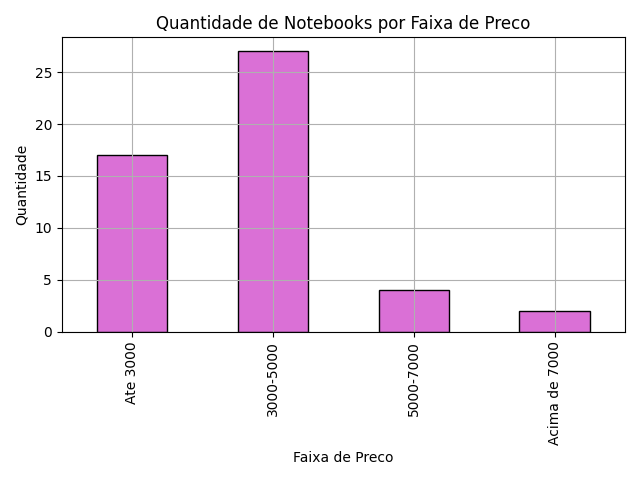 Quantidade de Notebooks por Faixa de Preco
Quantidade
25
20
15
10
5
0
Ate 3000
3000-5000
5000-7000
Acima de 7000
Faixa de Preco